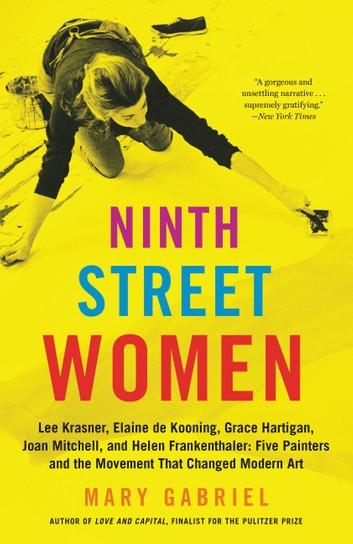 “A gorgeous and
unsettling narrative . . .
supremely gratifying.”
—New York Times
NINTH
STREET
WOMEN
Lee Krasner, Elaine de Kooning, Grace Hartigan,
Joan Mitchell, and Helen Frankenthaler: Five Painters
and the Movement That Changed Modern Art
MARY GABRIEL
AUTHOR OF LOVE AND CAPITAL, FINALIST FOR THE PULITZER PRIZE